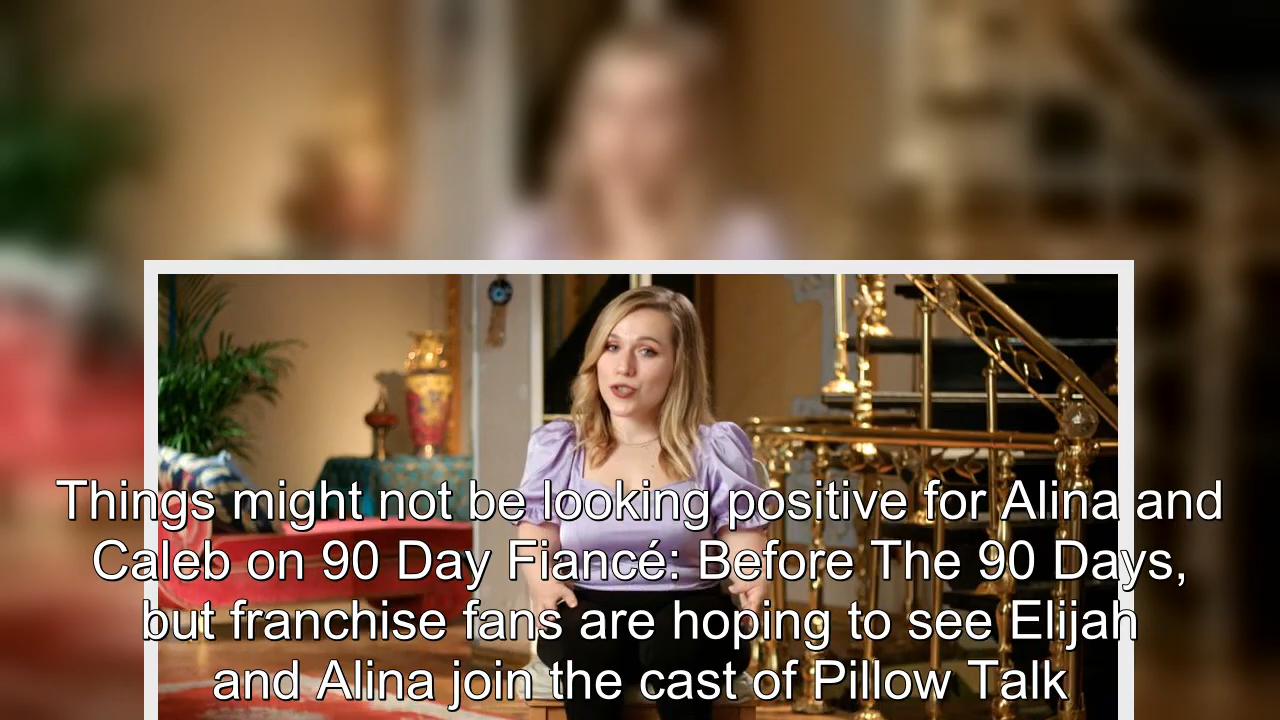 Things might not be looking positive for Alina and
Caleb on 90 Day Fiancé: Before The 90 Days,
but franchise fans are hoping to see Elijah
and Alina join the cast of Pillow Talk